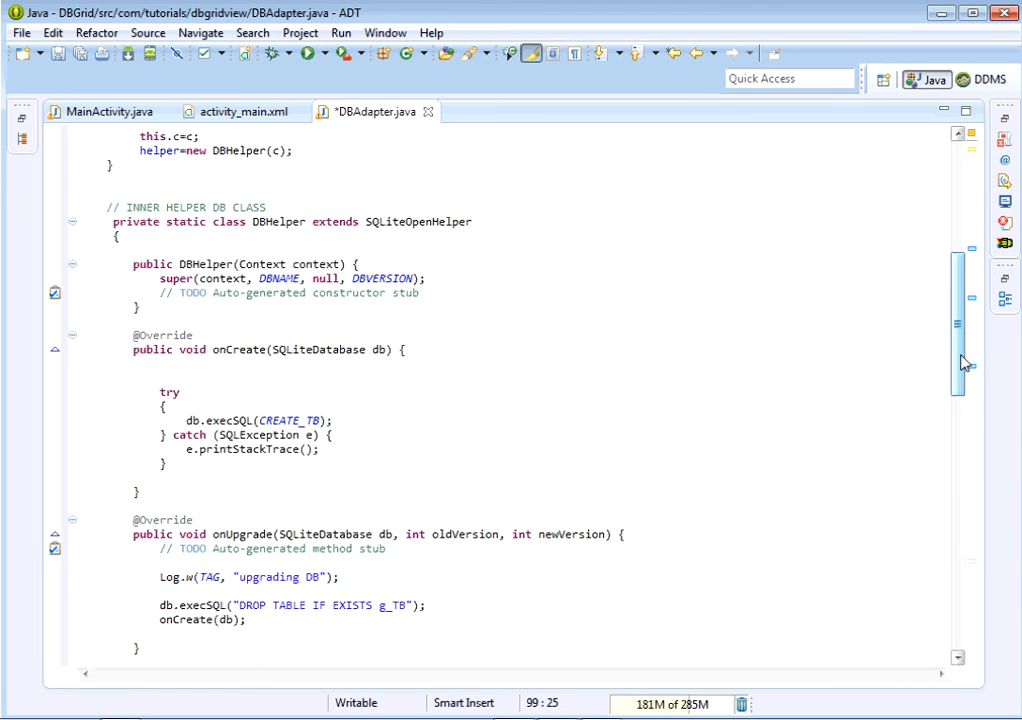 Java - DBGrid/src/com/tutorials/dbgridview/DBAdapter.java - ADT
File Edit Refactor Source Navigate Search Project Run Window Help
Quick Access
Java
DDMS
MainActivity.java
activity_main.xml
*DBAdapter.java
this.c=c;
helper=new DBHelper(c);
}
// INNER HELPER DB CLASS
private static class DBHelper extends SQLiteOpenHelper
{
public DBHelper(Context context) {
super(context, DBNAME, null, DBVERSION);
// TODO Auto-generated constructor stub
}
@Override
public void onCreate(SQLiteDatabase db) {
try
{
db.execSQL(CREATE_TB);
} catch (SQLException e) {
e.printStackTrace();
}
}
@Override
public void onUpgrade(SQLiteDatabase db, int oldVersion, int newVersion) {
// TODO Auto-generated method stub
Log.w(TAG, "upgrading DB");
db.execSQL("DROP TABLE IF EXISTS g_TB");
onCreate(db);
}
Writable
Smart Insert
99 : 25
181M of 285M